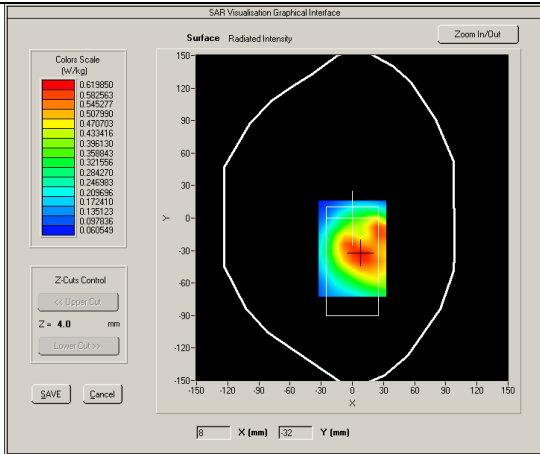 SAR Visualisation Graphical Interface
Surface Radiated Intensity
Zoom In/Out
Colors Scale
(W/kg)
0.619850
0.582563
0.545277
0.507990
0.470703
0.433416
0.396130
0.358843
0.321556
0.284270
0.246983
0.209696
0.172410
0.135123
0.097836
0.060549
Z-Cuts Control
<< Upper Cut
Z = 4.0 mm
Lower Cut >>
SAVE Cancel
150-
120-
90-
60-
30-
0-
-30-
-60-
-90-
-120-
-150-
Y
-150 -120 -90 -60 -30 0 30 60 90 120 150
X
8 X (mm) -32 Y (mm)